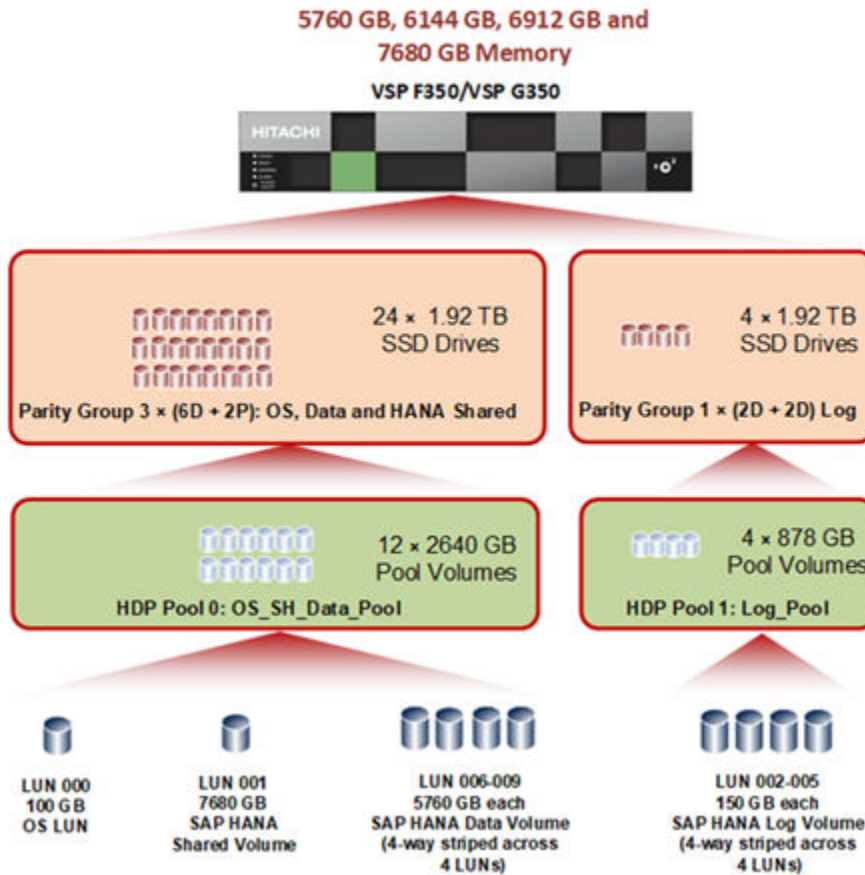 5760 GB, 6144 GB, 6912 GB and
7680 GB Memory
VSP F350/VSP G350
HITACHI
24 × 1.92 TB
SSD Drives
Parity Group 3 × (6D + 2P): OS, Data and HANA Shared
4 × 1.92 TB
SSD Drives
Parity Group 1 × (2D + 2D) Log
12 × 2640 GB
Pool Volumes
HDP Pool 0: OS_SH_Data_Pool
4 × 878 GB
Pool Volumes
HDP Pool 1: Log_Pool
LUN 000
100 GB
OS LUN
LUN 001
7680 GB
SAP HANA
Shared Volume
LUN 006-009
5760 GB each
SAP HANA Data Volume
(4-way striped across
4 LUNs)
LUN 002-005
150 GB each
SAP HANA Log Volume
(4-way striped across
4 LUNs)